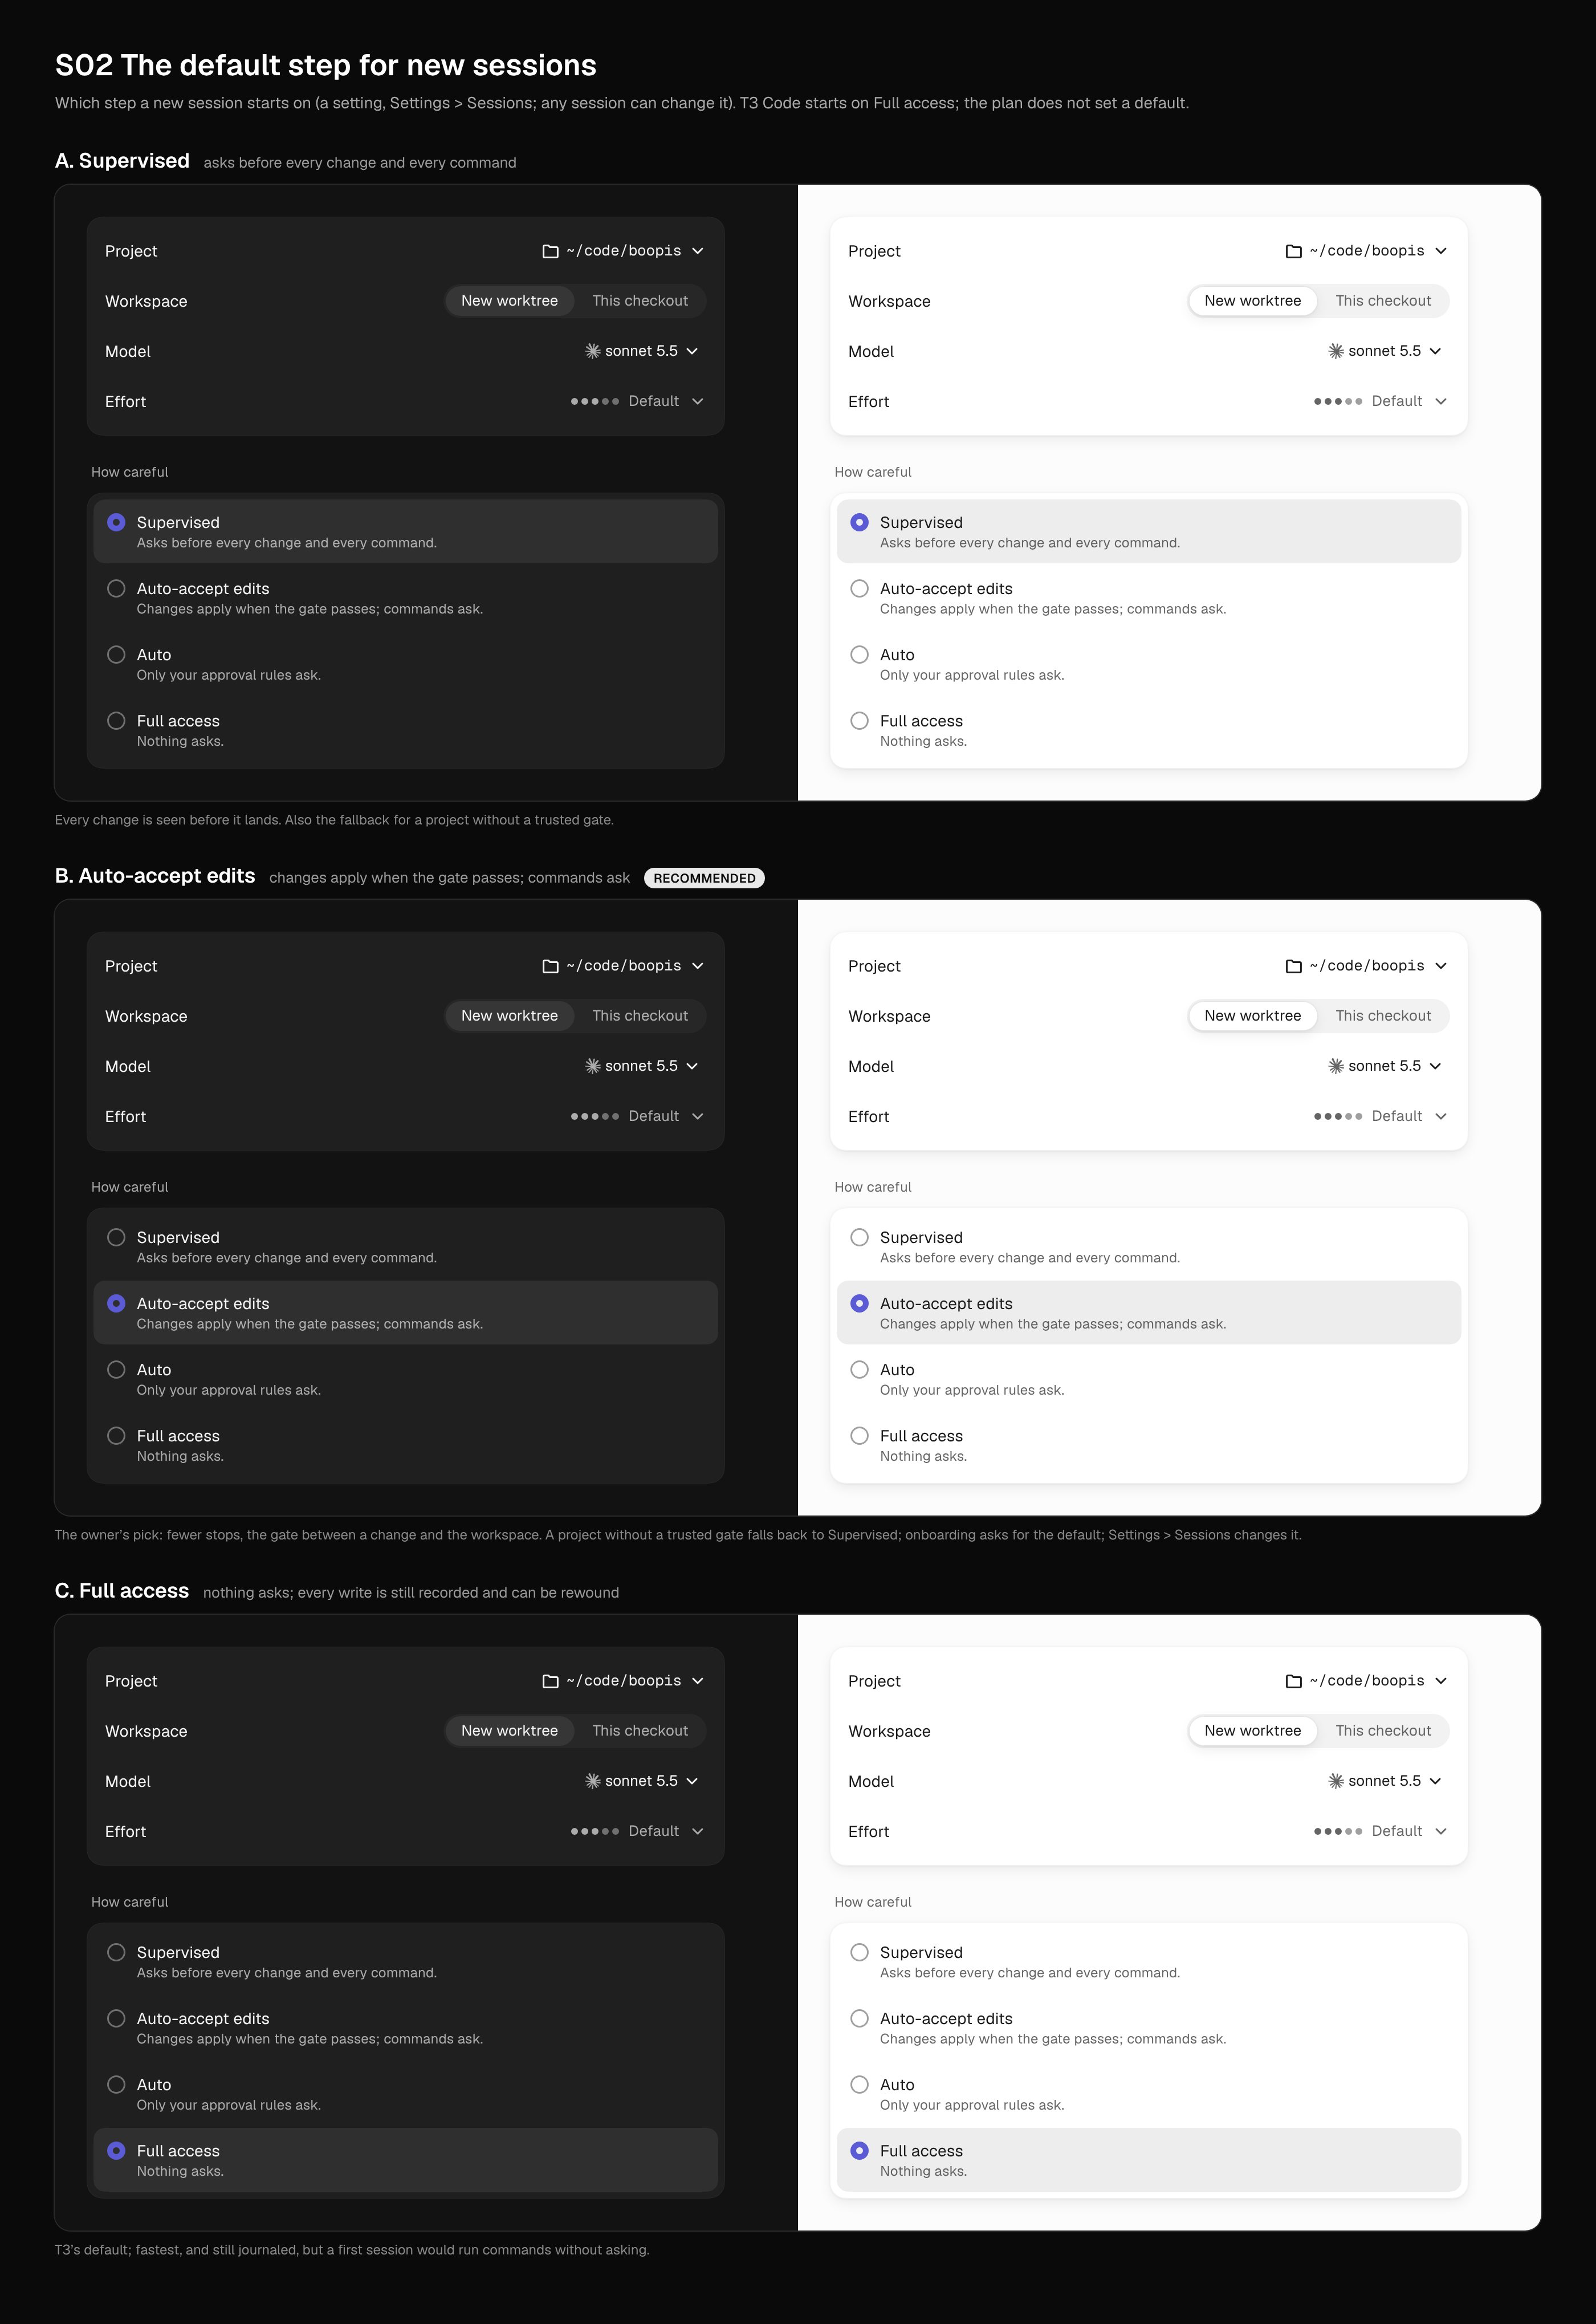 S02 The default step for new sessions
Which step a new session starts on (a setting, Settings > Sessions; any session can change it). T3 Code starts on Full access; the plan does not set a default.
A. Supervised asks before every change and every command
Project ~/code/boopis
Workspace New worktree This checkout
Model sonnet 5.5
Effort Default
How careful
Supervised
Asks before every change and every command.
Auto-accept edits
Changes apply when the gate passes; commands ask.
Auto
Only your approval rules ask.
Full access
Nothing asks.
Project ~/code/boopis
Workspace New worktree This checkout
Model sonnet 5.5
Effort Default
How careful
Supervised
Asks before every change and every command.
Auto-accept edits
Changes apply when the gate passes; commands ask.
Auto
Only your approval rules ask.
Full access
Nothing asks.
Every change is seen before it lands. Also the fallback for a project without a trusted gate.
B. Auto-accept edits changes apply when the gate passes; commands ask RECOMMENDED
Project ~/code/boopis
Workspace New worktree This checkout
Model sonnet 5.5
Effort Default
How careful
Supervised
Asks before every change and every command.
Auto-accept edits
Changes apply when the gate passes; commands ask.
Auto
Only your approval rules ask.
Full access
Nothing asks.
Project ~/code/boopis
Workspace New worktree This checkout
Model sonnet 5.5
Effort Default
How careful
Supervised
Asks before every change and every command.
Auto-accept edits
Changes apply when the gate passes; commands ask.
Auto
Only your approval rules ask.
Full access
Nothing asks.
The owner's pick: fewer stops, the gate between a change and the workspace. A project without a trusted gate falls back to Supervised; onboarding asks for the default; Settings > Sessions changes it.
C. Full access nothing asks; every write is still recorded and can be rewound
Project ~/code/boopis
Workspace New worktree This checkout
Model sonnet 5.5
Effort Default
How careful
Supervised
Asks before every change and every command.
Auto-accept edits
Changes apply when the gate passes; commands ask.
Auto
Only your approval rules ask.
Full access
Nothing asks.
Project ~/code/boopis
Workspace New worktree This checkout
Model sonnet 5.5
Effort Default
How careful
Supervised
Asks before every change and every command.
Auto-accept edits
Changes apply when the gate passes; commands ask.
Auto
Only your approval rules ask.
Full access
Nothing asks.
T3's default; fastest, and still journaled, but a first session would run commands without asking.